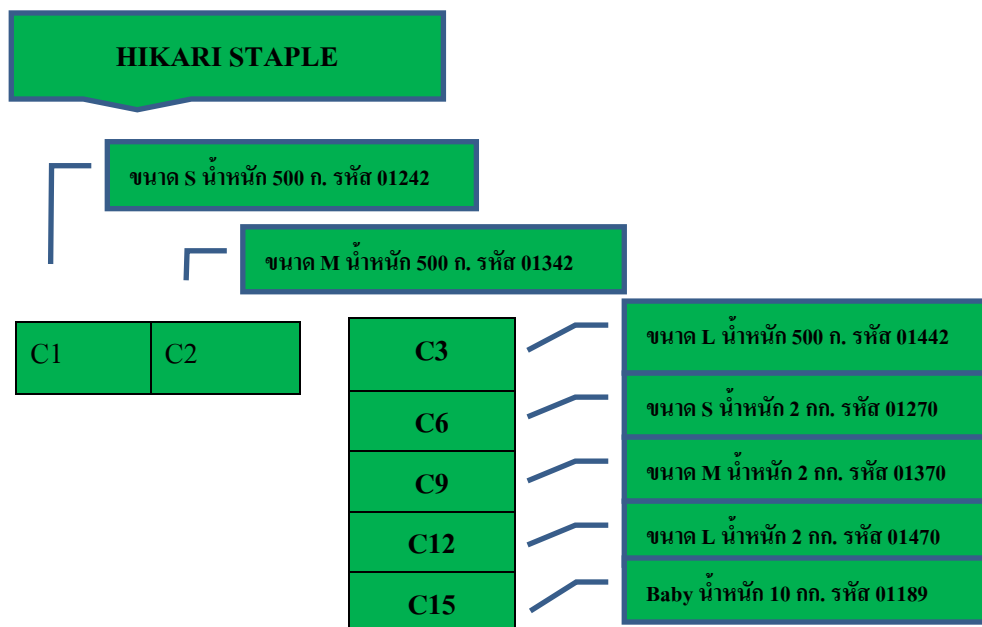 HIKARI STAPLE
ขนาด S น้ำหนัก 500 ก. รหัส 01242
ขนาด M น้ำหนัก 500 ก. รหัส 01342
C1
C2
C3
ขนาด L น้ำหนัก 500 ก. รหัส 01442
C6
ขนาด S น้ำหนัก 2 กก. รหัส 01270
C9
ขนาด M น้ำหนัก 2 กก. รหัส 01370
C12
ขนาด L น้ำหนัก 2 กก. รหัส 01470
C15
Baby น้ำหนัก 10 กก. รหัส 01189